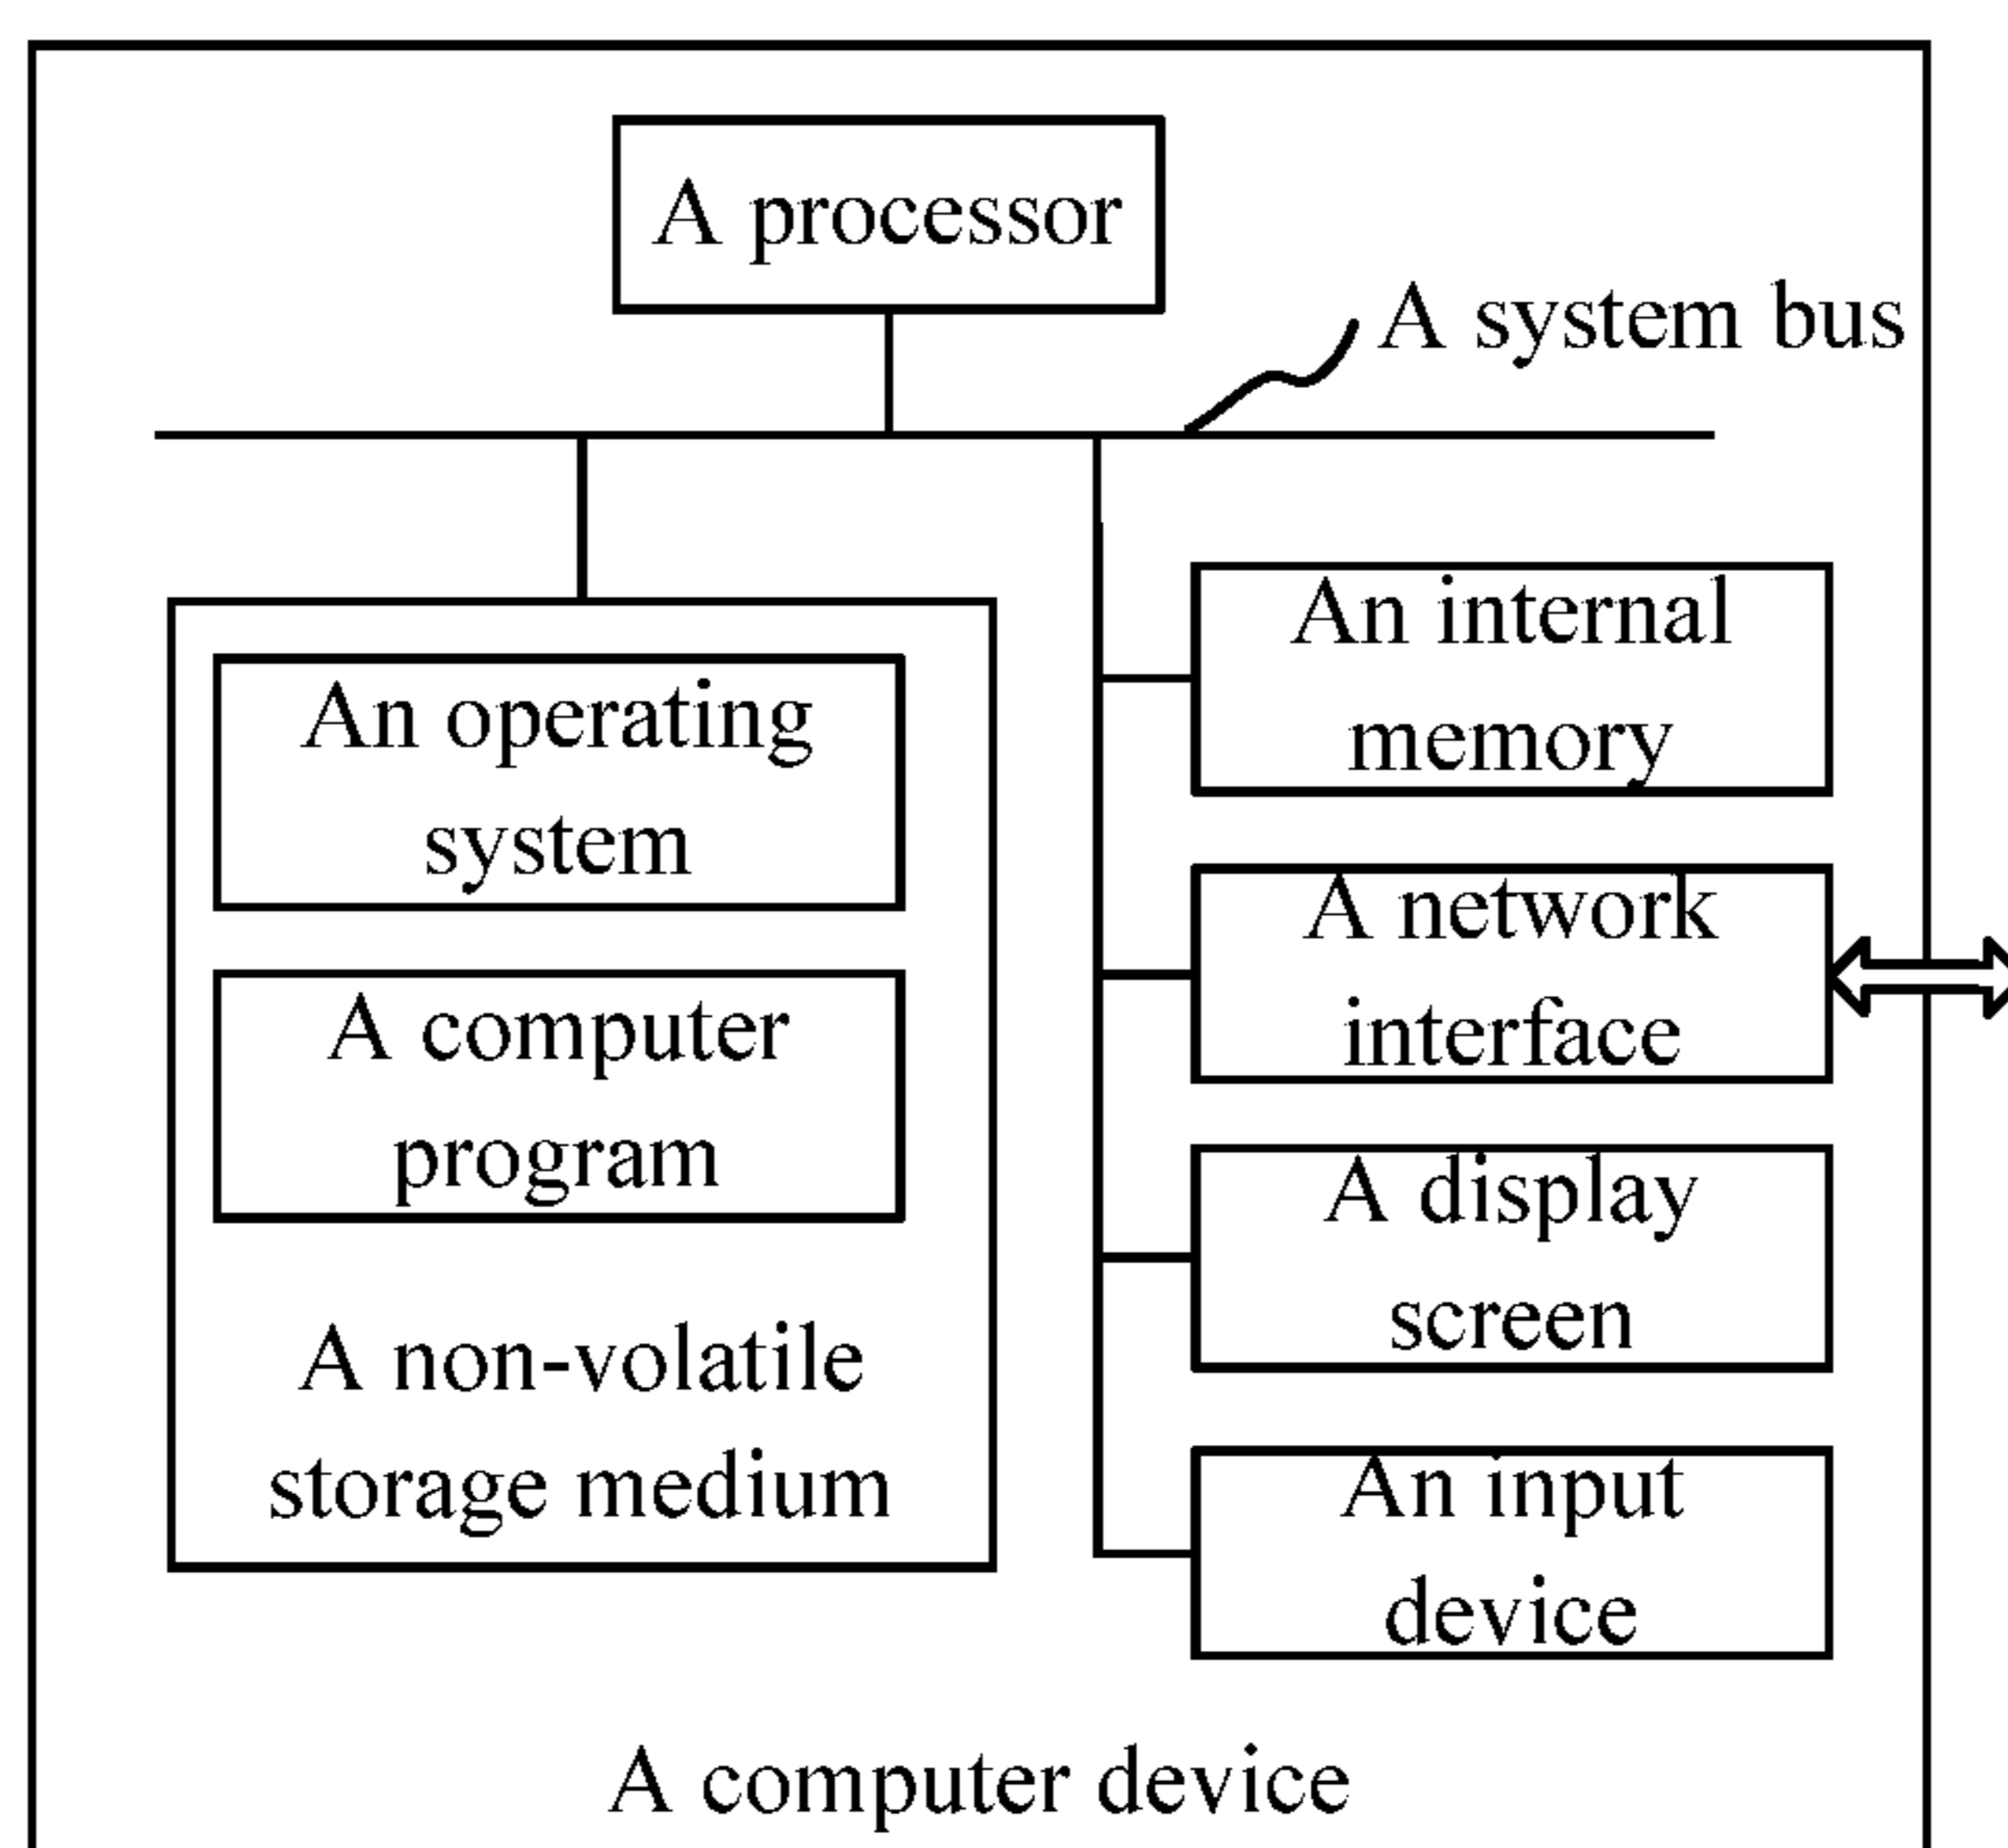 A processor
A system bus
An operating
system
A computer
program
A non-volatile
storage medium
An internal
memory
A network
interface
A display
screen
An input
device
A computer device